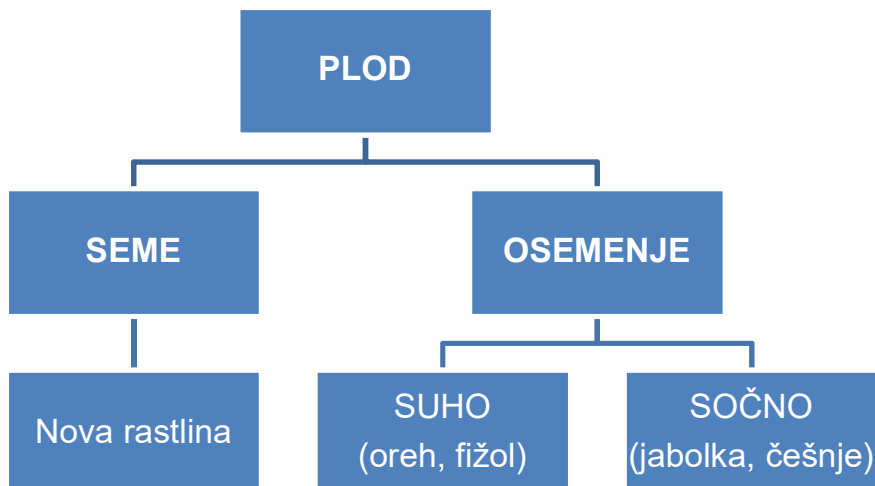 PLOD
SEME
OSEMENJE
Nova rastlina
SUHO
(oreh, fižol)
SOČNO
(jabolka, češnje)